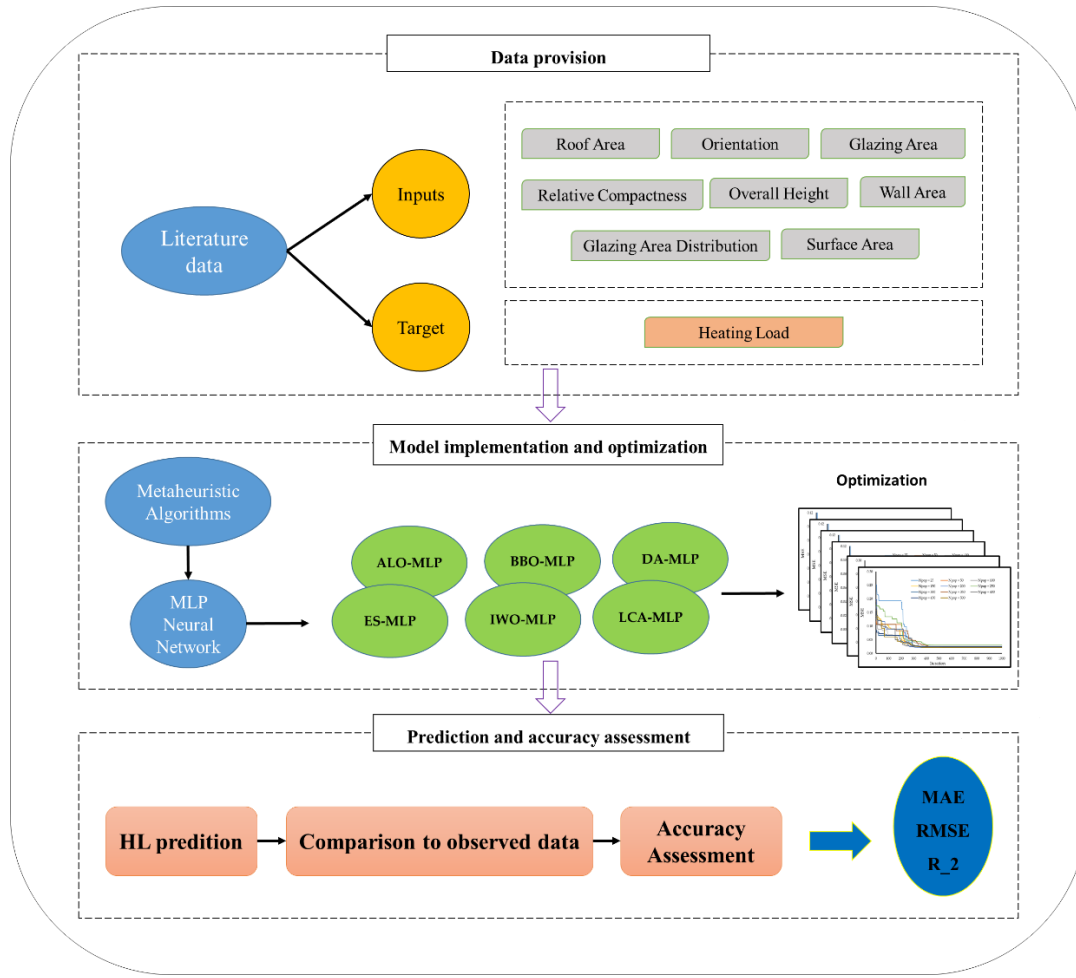 Data provision
Roof Area
Orientation
Glazing Area
Inputs
Relative Compactness
Overall Height
Wall Area
Literature
data
Glazing Area Distribution
Surface Area
Target
Heating Load
Model implementation and optimization
Metaheuristic
Algorithms
Optimization
ALO-MLP
BBO-MLP
DA-MLP
MLP
Neural
Network
ES-MLP
IWO-MLP
LCA-MLP
MSE
Iteration
Prediction and accuracy assessment
HL predition
Comparison to observed data
Accuracy
Assessment
MAE
RMSE
R_2